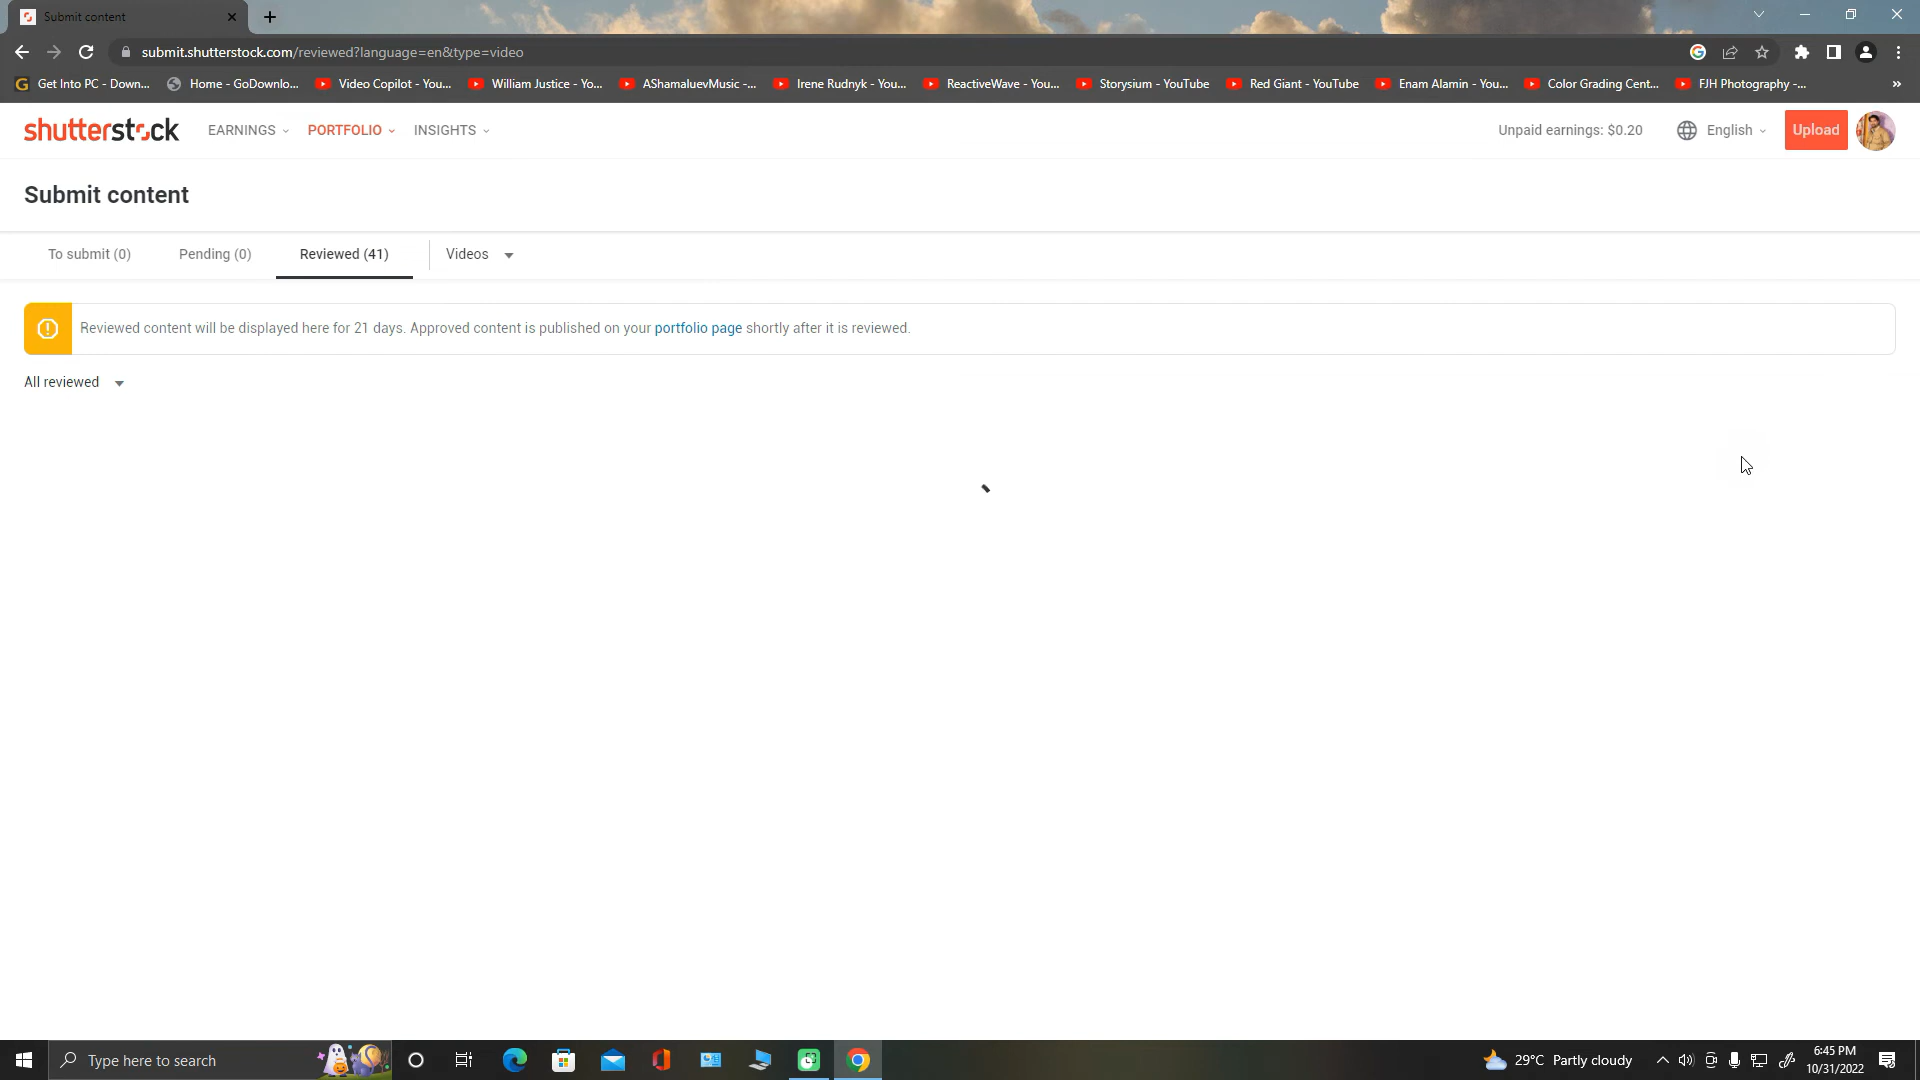 Submit content
submit.shutterstock.com/reviewed?language=en&type=video
Get Into PC - Down...
Home - GoDownlo...
Video Copilot - You...
William Justice - Yo...
AShamaluevMusic -...
Irene Rudnyk - You...
ReactiveWave - You...
Storysium - YouTube
Red Giant - YouTube
Enam Alamin - You...
Color Grading Cent...
FJH Photography -...
shutterstock
EARNINGS
PORTFOLIO
INSIGHTS
Unpaid earnings: $0.20
English
Upload
Submit content
To submit (0)
Pending (0)
Reviewed (41)
Videos
Reviewed content will be displayed here for 21 days. Approved content is published on your portfolio page shortly after it is reviewed.
All reviewed
Type here to search
29°C Partly cloudy
6:45 PM
10/31/2022